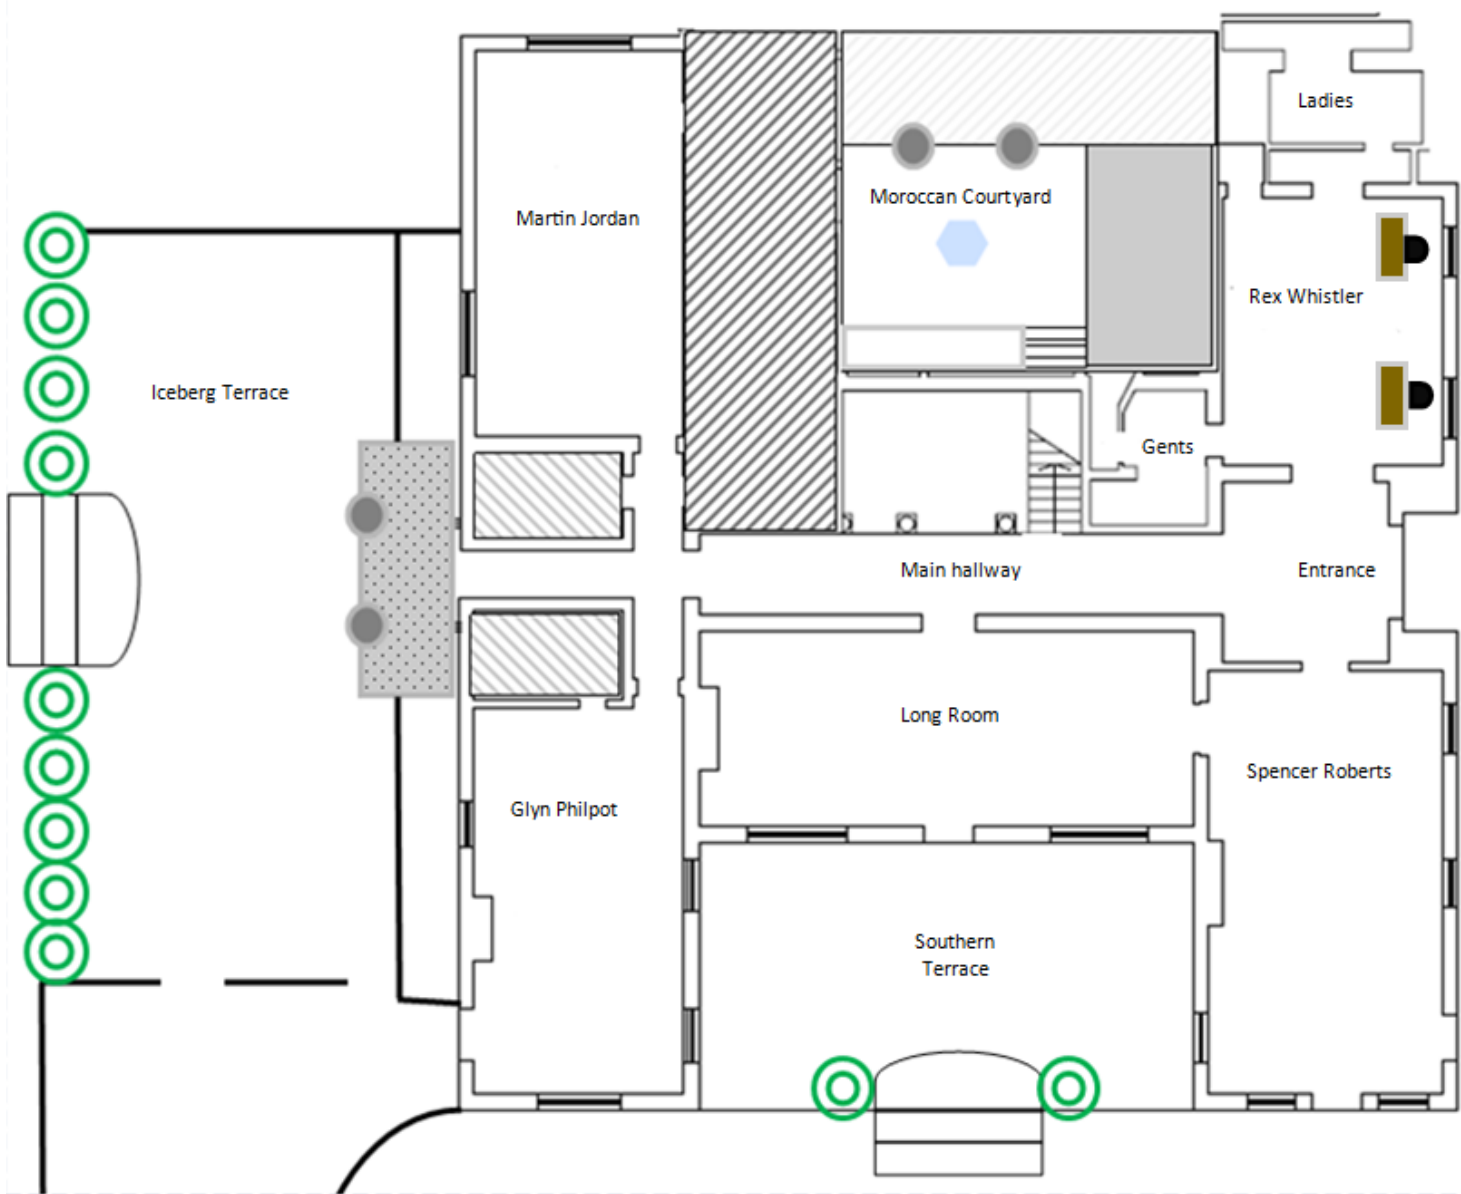 Ladies
Moroccan Courtyard
Martin Jordan
Rex Whistler
Iceberg Terrace
Gents
Main hallway
Entrance
Long Room
Spencer Roberts
Glyn Philpot
Southern
Terrace